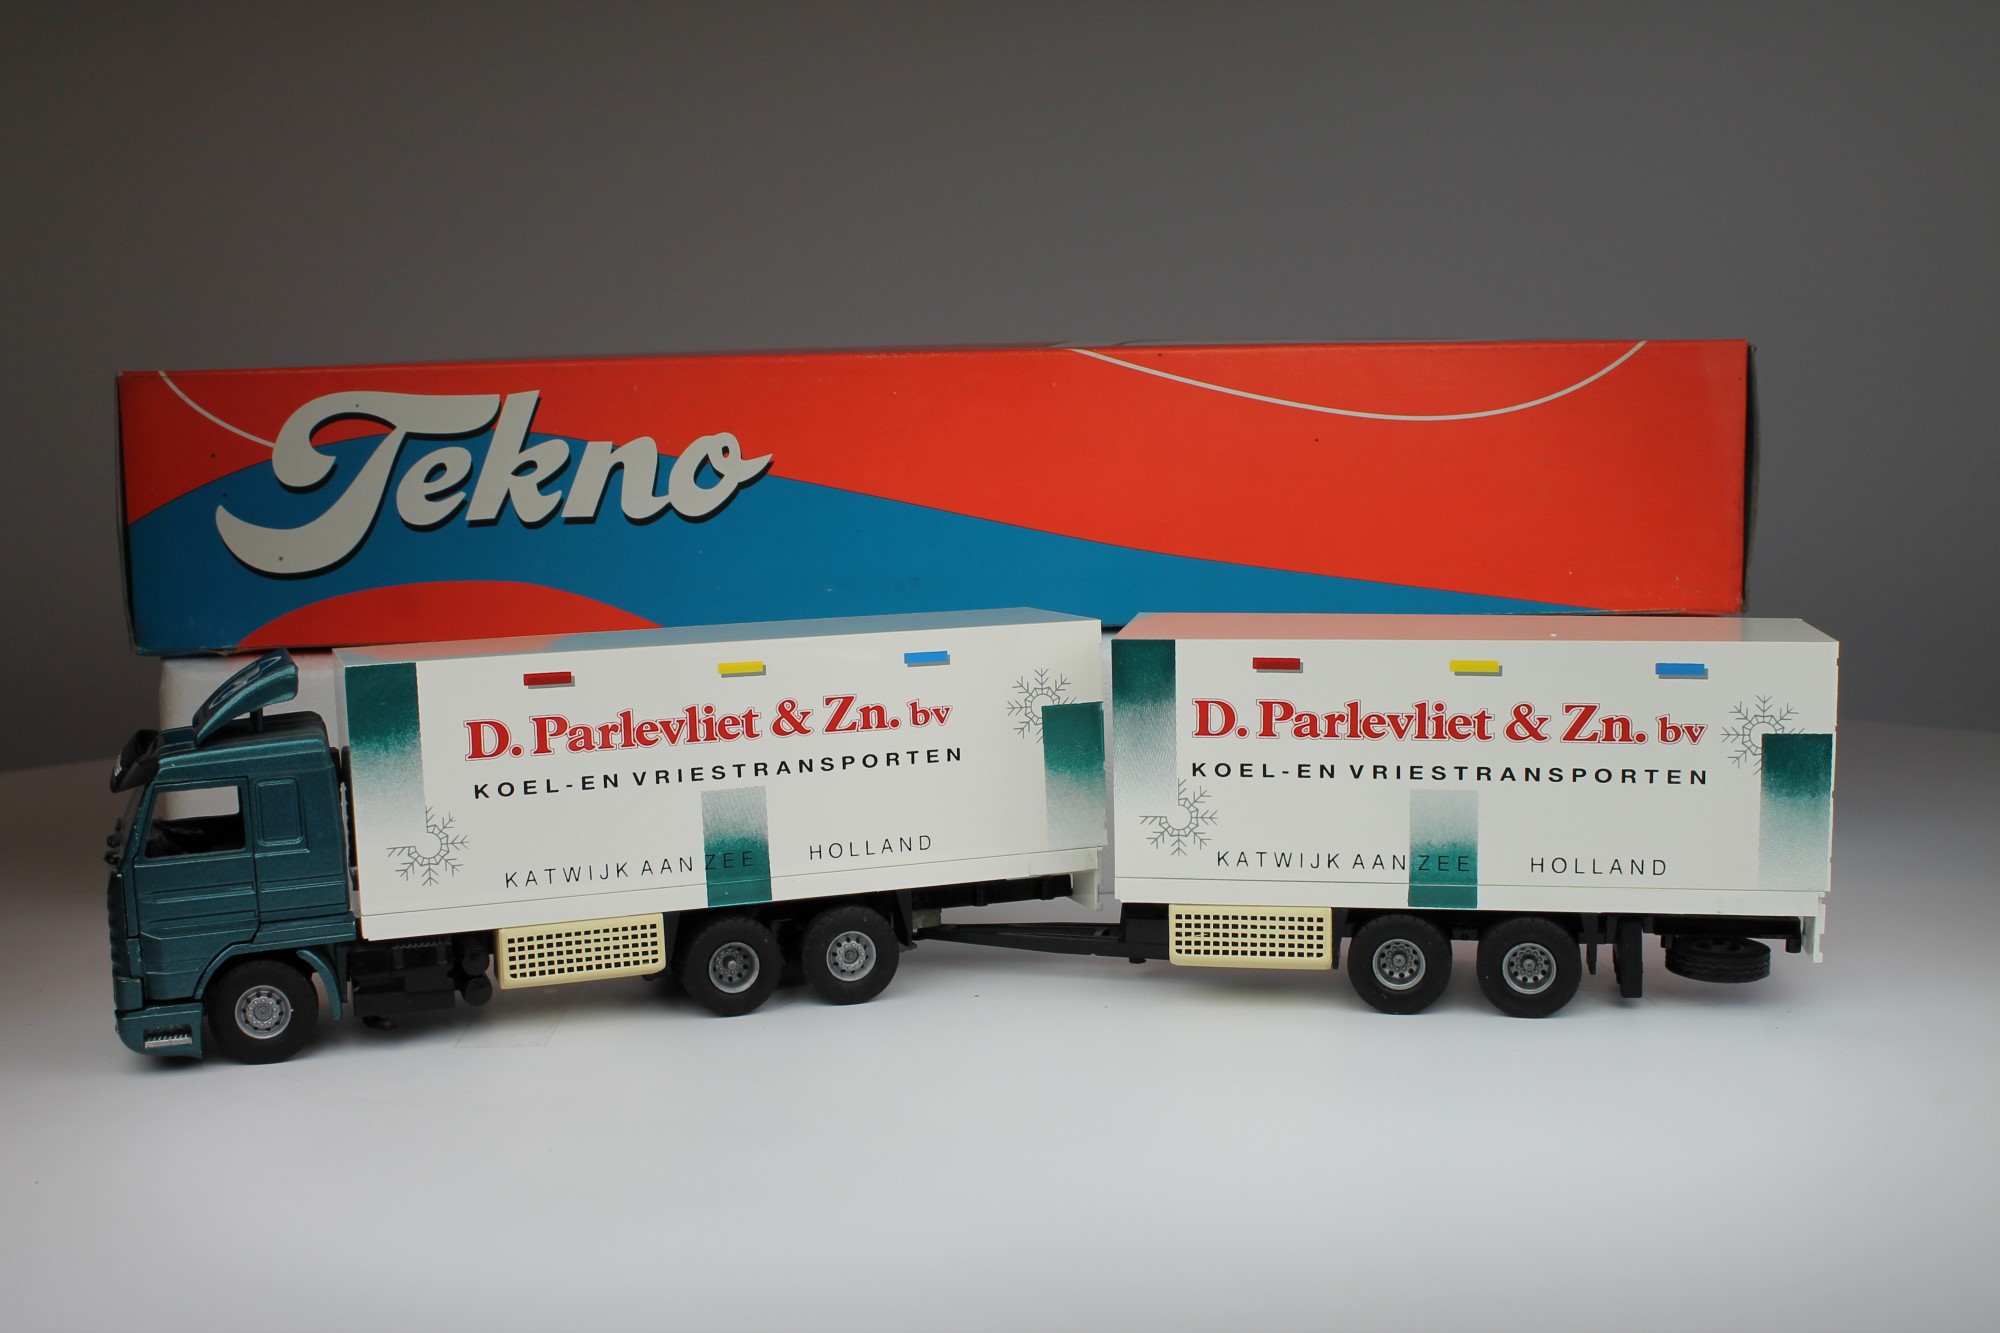 Tekno
D. Parlevliet & Zn. bv
KOEL-EN VRIESTRANSPORTEN
KATWIJK AAN ZEE HOLLAND
D. Parlevliet & Zn. bv
KOEL-EN VRIESTRANSPORTEN
KATWIJK AAN ZEE HOLLAND